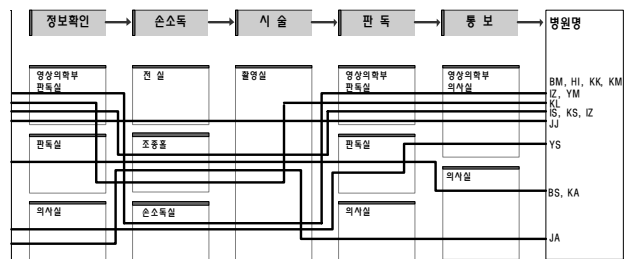 정보확인 손소독 시 술 판 독 통 보 병원명
영상의학부
판독실
전 실
촬영실
영상의학부
판독실
영상의학부
의사실
BM, HI, KK, KM
IZ, YM
KL
IS, KS, IZ
JJ
판독실
조종홀
판독실
YS
의사실
BS, KA
의사실
손소독실
의사실
JA